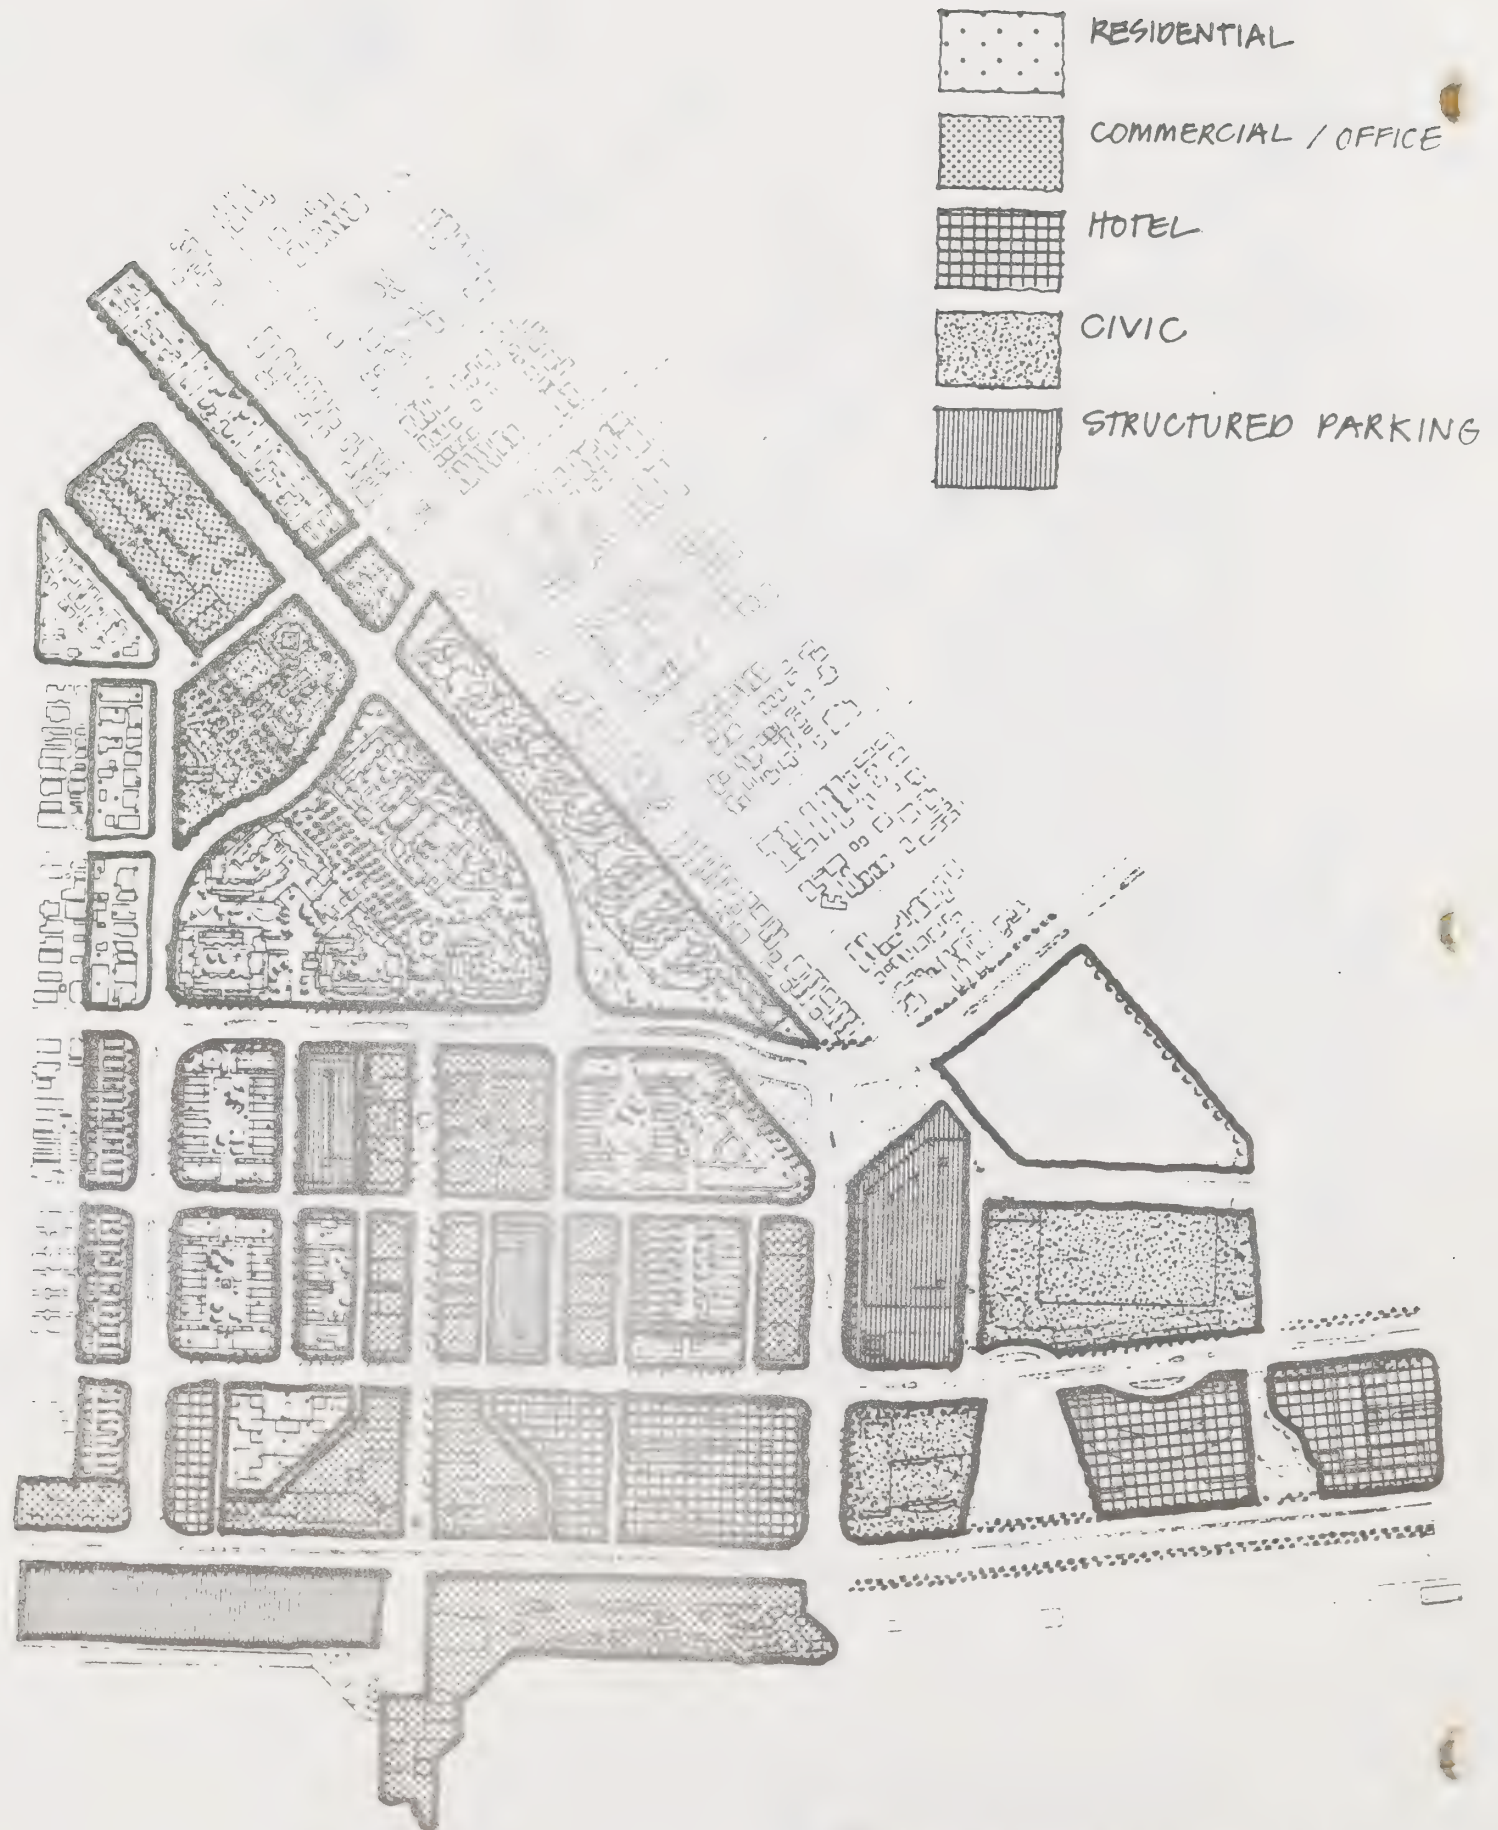 RESIDENTIAL
COMMERCIAL / OFFICE
HOTEL
CIVIC
STRUCTURED PARKING